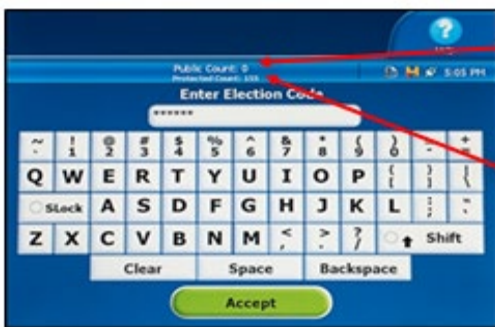 Public Count: 0
Protected Count: 155
5:05 PM
Enter Election Code
******
~ ! @ # $ % ^ & * ( ) - +
` 1 2 3 4 5 6 7 8 9 0 =
Q W E R T Y U I O P { } |
[ ] \
SLock A S D F G H J K L : "
; '
Z X C V B N M < > ? Shift
, . /
Clear Space Backspace
Accept